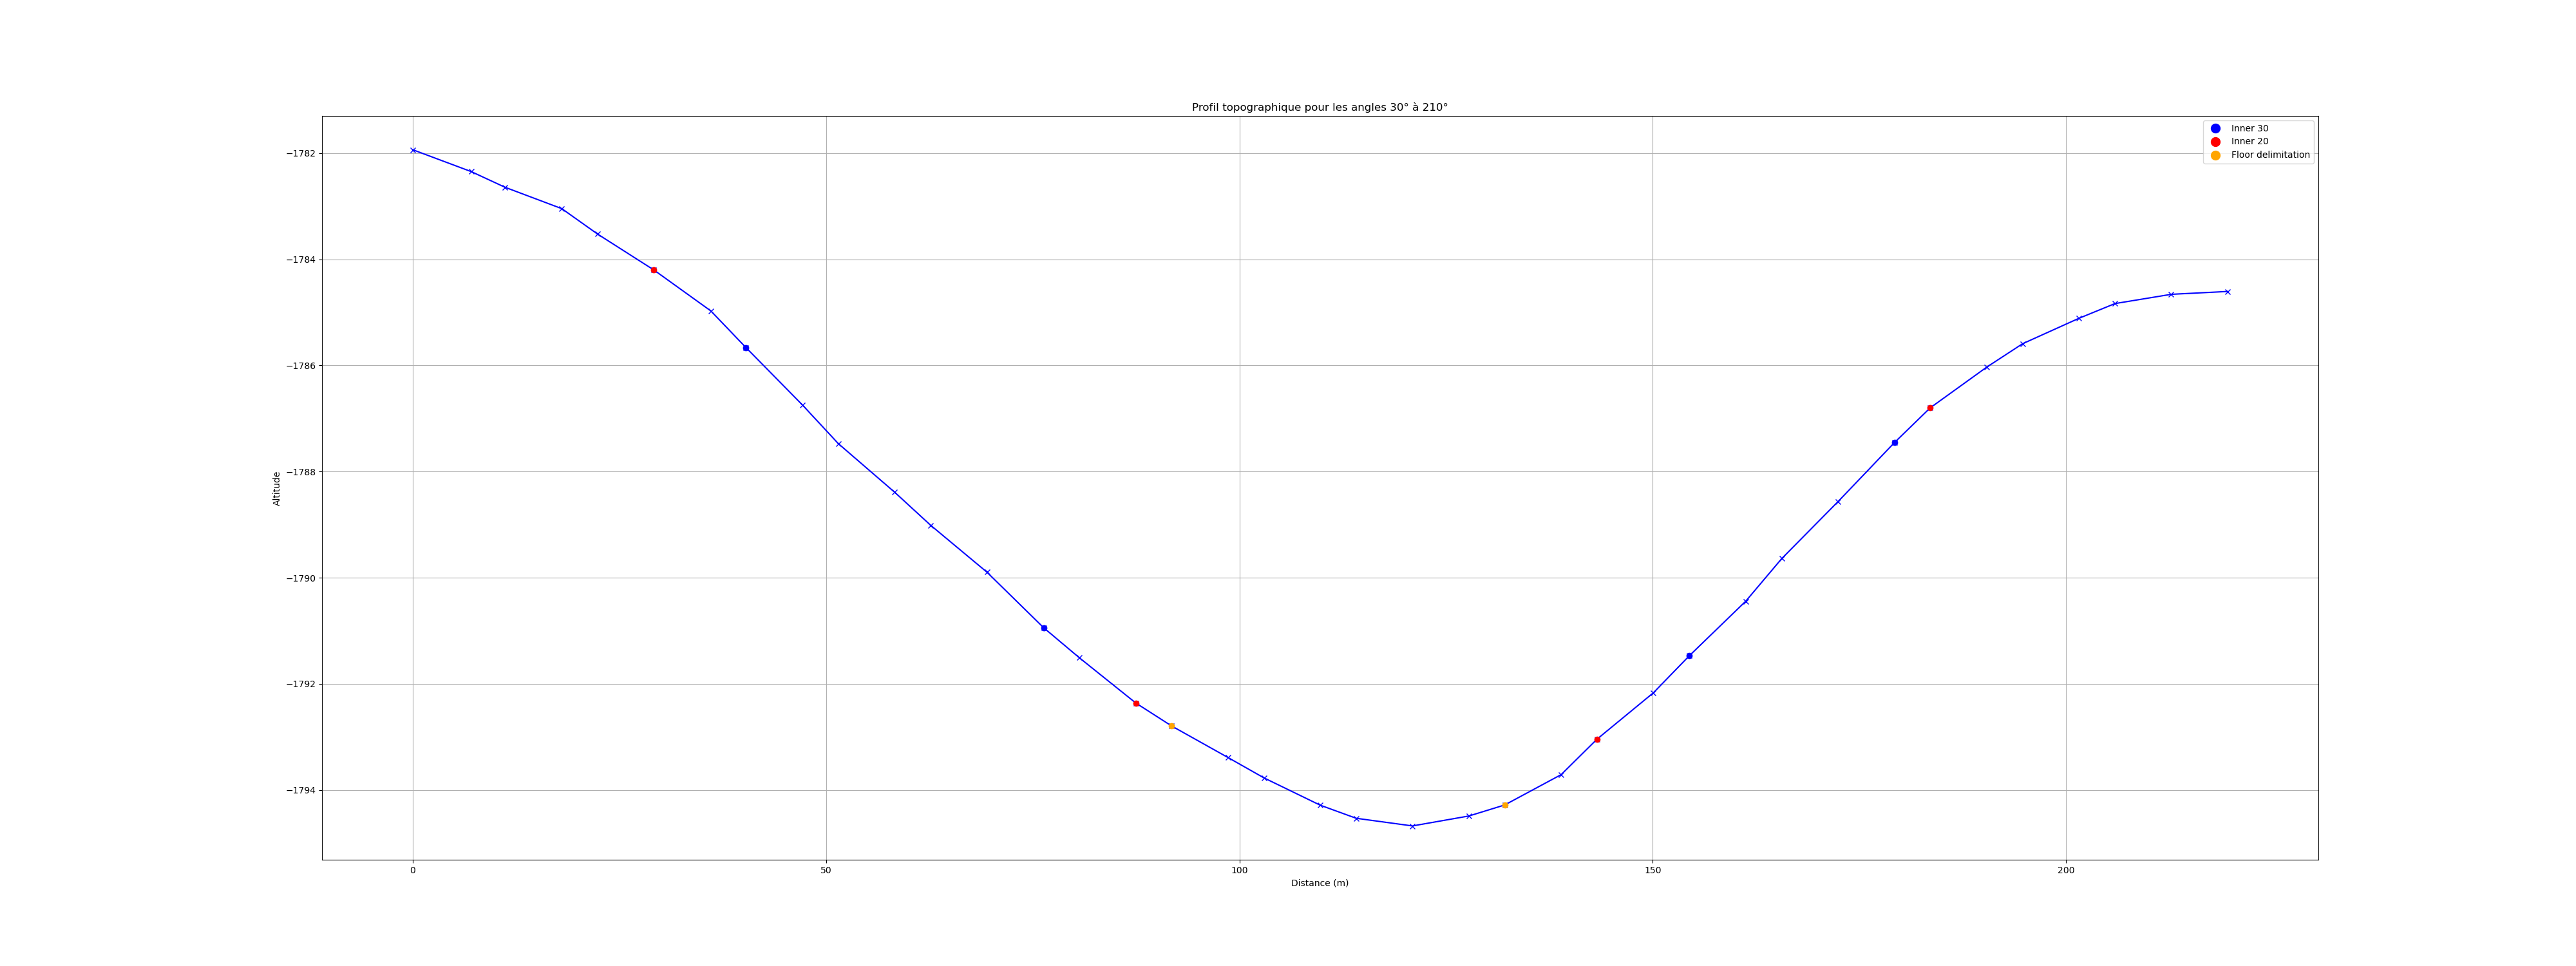 Profil topographique pour les angles 30° à 210°
Inner 30
Inner 20
Floor delimitation
−1782
−1784
−1786
−1788
−1790
−1792
−1794
Altitude
0 50 100 150 200
Distance (m)